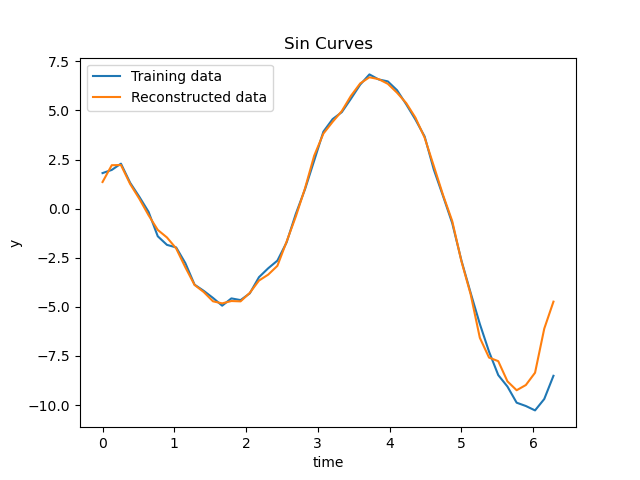 Sin Curves
Training data
Reconstructed data
7.5
5.0
2.5
0.0
−2.5
−5.0
−7.5
−10.0
y
0 1 2 3 4 5 6
time